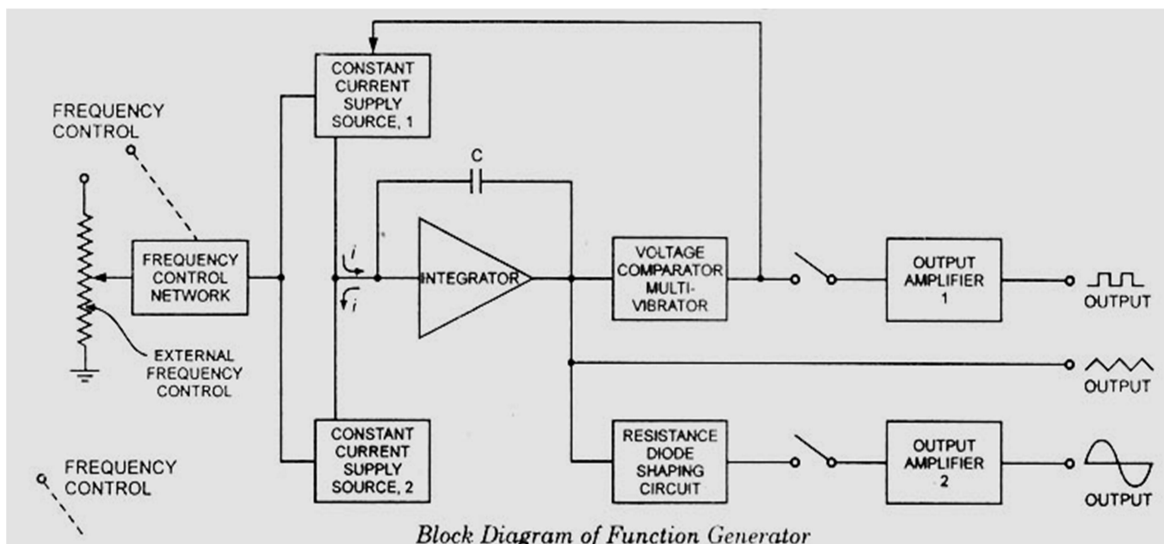 CONSTANT
CURRENT
SUPPLY
SOURCE, 1
FREQUENCY
CONTROL
C
FREQUENCY
CONTROL
NETWORK
i
i
INTEGRATOR
VOLTAGE
COMPARATOR
MULTI-
VIBRATOR
OUTPUT
AMPLIFIER
1
OUTPUT
EXTERNAL
FREQUENCY
CONTROL
OUTPUT
CONSTANT
CURRENT
SUPPLY
SOURCE, 2
RESISTANCE
DIODE
SHAPING
CIRCUIT
OUTPUT
AMPLIFIER
2
OUTPUT
FREQUENCY
CONTROL
Block Diagram of Function Generator